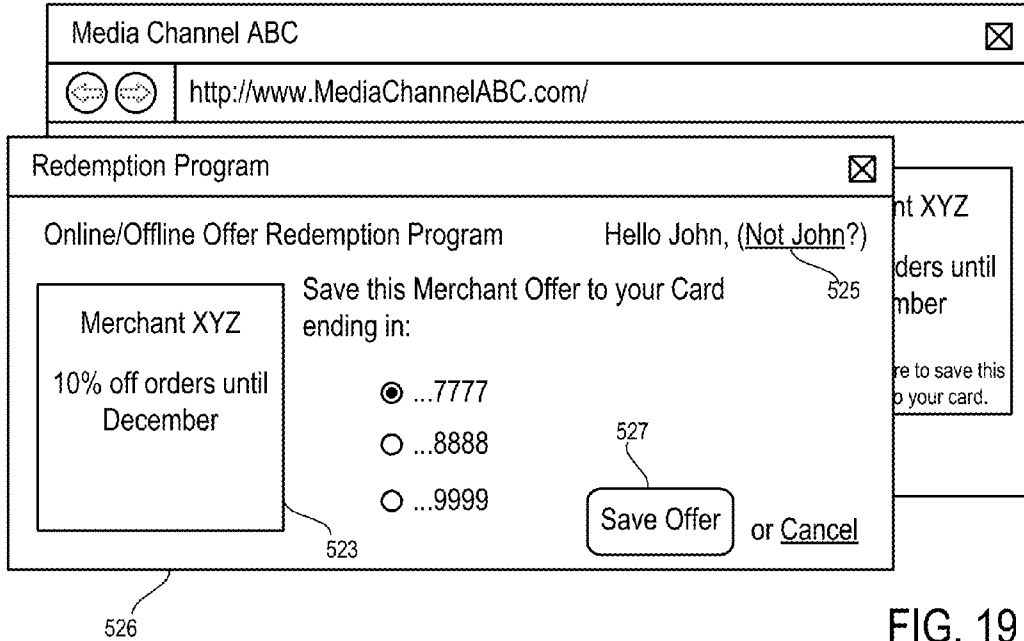 Media Channel ABC
http://www.MediaChannelABC.com/
Redemption Program
Online/Offline Offer Redemption Program
Hello John, (Not John?)
525
Merchant XYZ
10% off orders until
December
523
Save this Merchant Offer to your Card
ending in:
...7777
...8888
...9999
527
Save Offer
or Cancel
526
nt XYZ
ders until
mber
re to save this
o your card.
FIG. 19